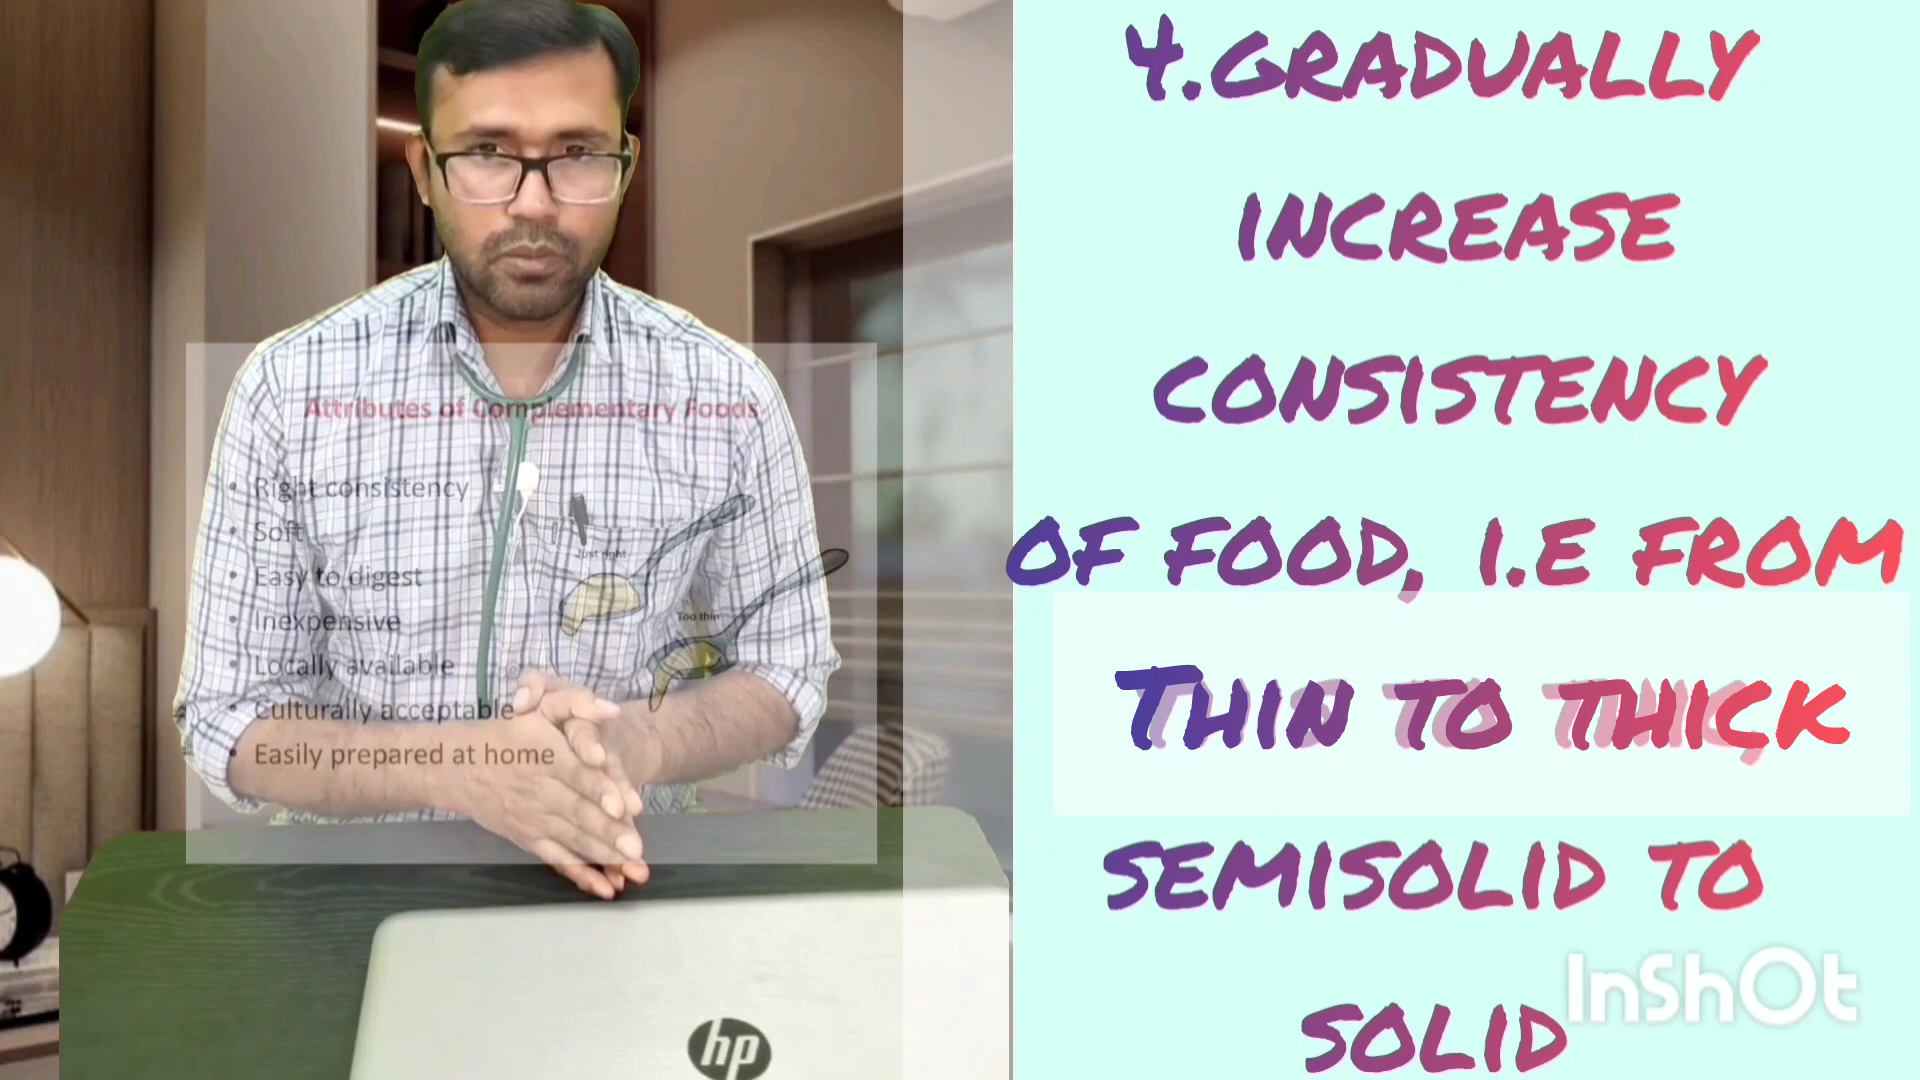 Attributes of Complementary Foods
• Right consistency
• Soft
• Easy to digest
• Inexpensive
• Locally available
• Culturally acceptable
• Easily prepared at home
Just right
Too thin
hp
4.GRADUALLY
INCREASE
CONSISTENCY
OF FOOD, I.E FROM
THIN TO THICK
SEMISOLID TO
SOLID
InShOt